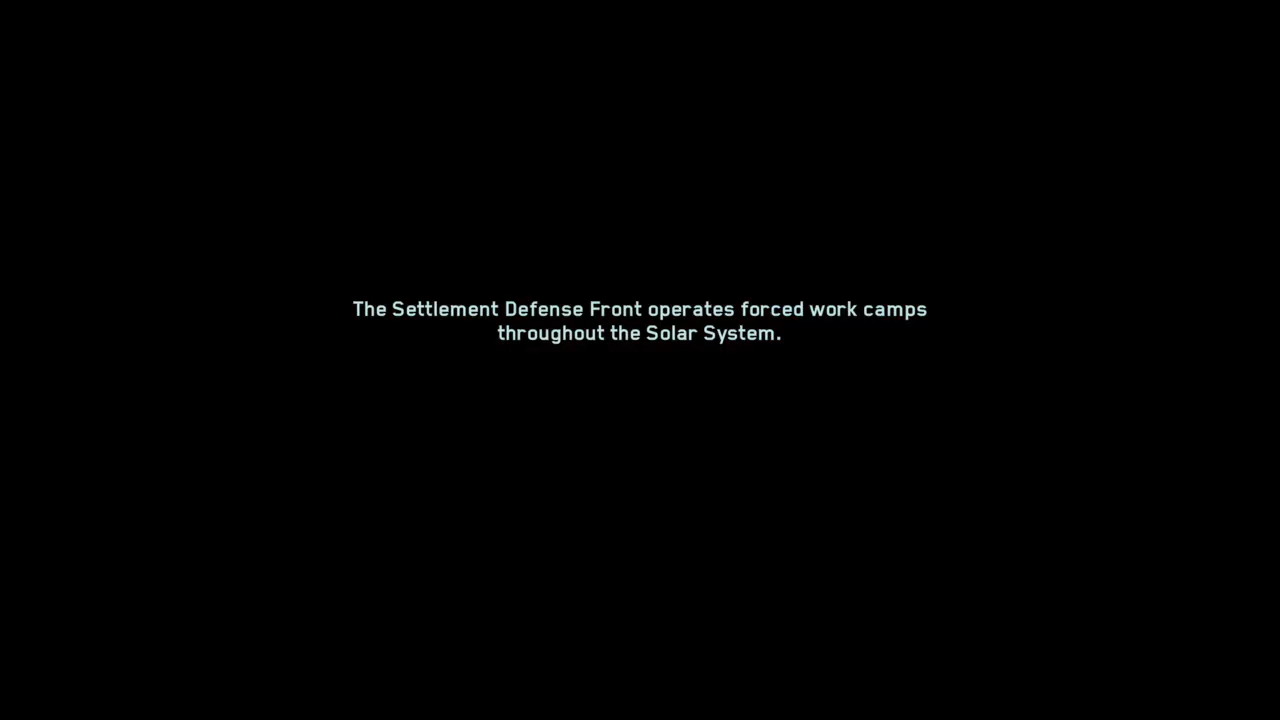 The Settlement Defense Front operates forced work camps
throughout the Solar System.